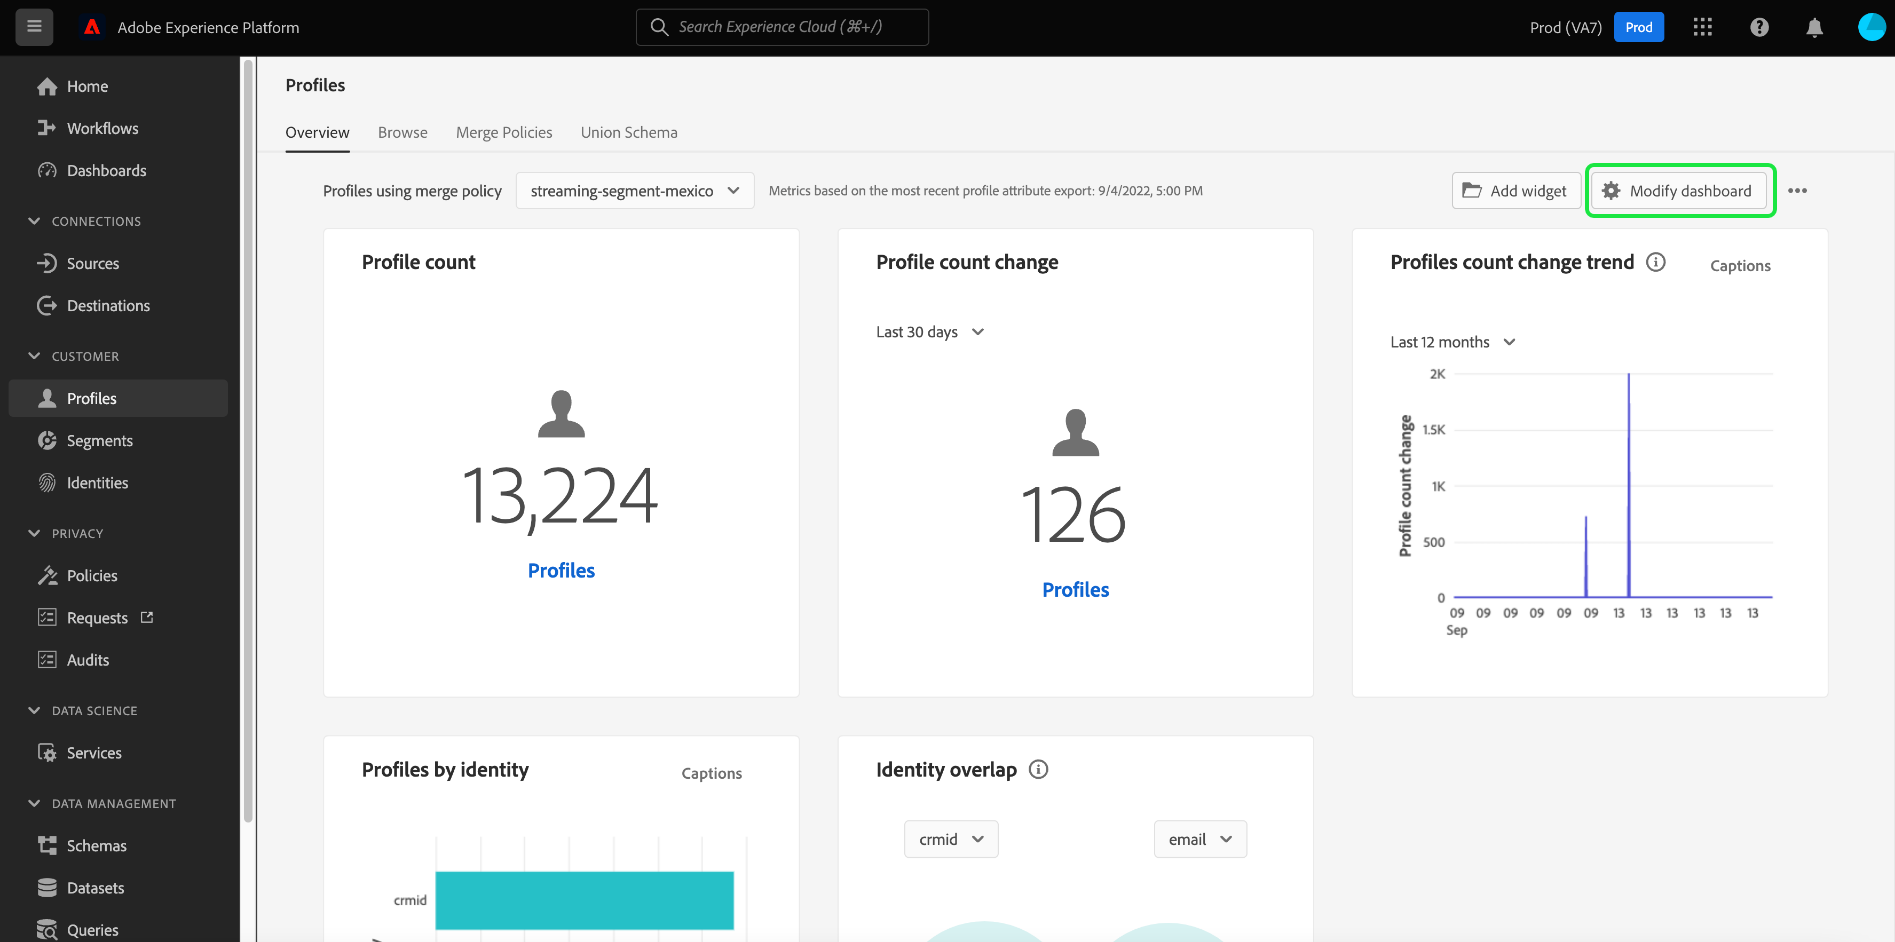 Adobe Experience Platform
Search Experience Cloud (⌘+/)
Prod (VA7)
Prod
Home
Workflows
Dashboards
CONNECTIONS
Sources
Destinations
CUSTOMER
Profiles
Segments
Identities
PRIVACY
Policies
Requests
Audits
DATA SCIENCE
Services
DATA MANAGEMENT
Schemas
Datasets
Queries
Profiles
Overview Browse Merge Policies Union Schema
Profiles using merge policy streaming-segment-mexico Metrics based on the most recent profile attribute export: 9/4/2022, 5:00 PM
Add widget
Modify dashboard
Profile count
13,224
Profiles
Profile count change
Last 30 days
126
Profiles
Profiles count change trend
Captions
Last 12 months
Profile count change
2K
1.5K
1K
500
0
09 09 09 09 09 09 13 13 13 13 13 13
Sep
Profiles by identity
Captions
crmid
Identity overlap
crmid
email